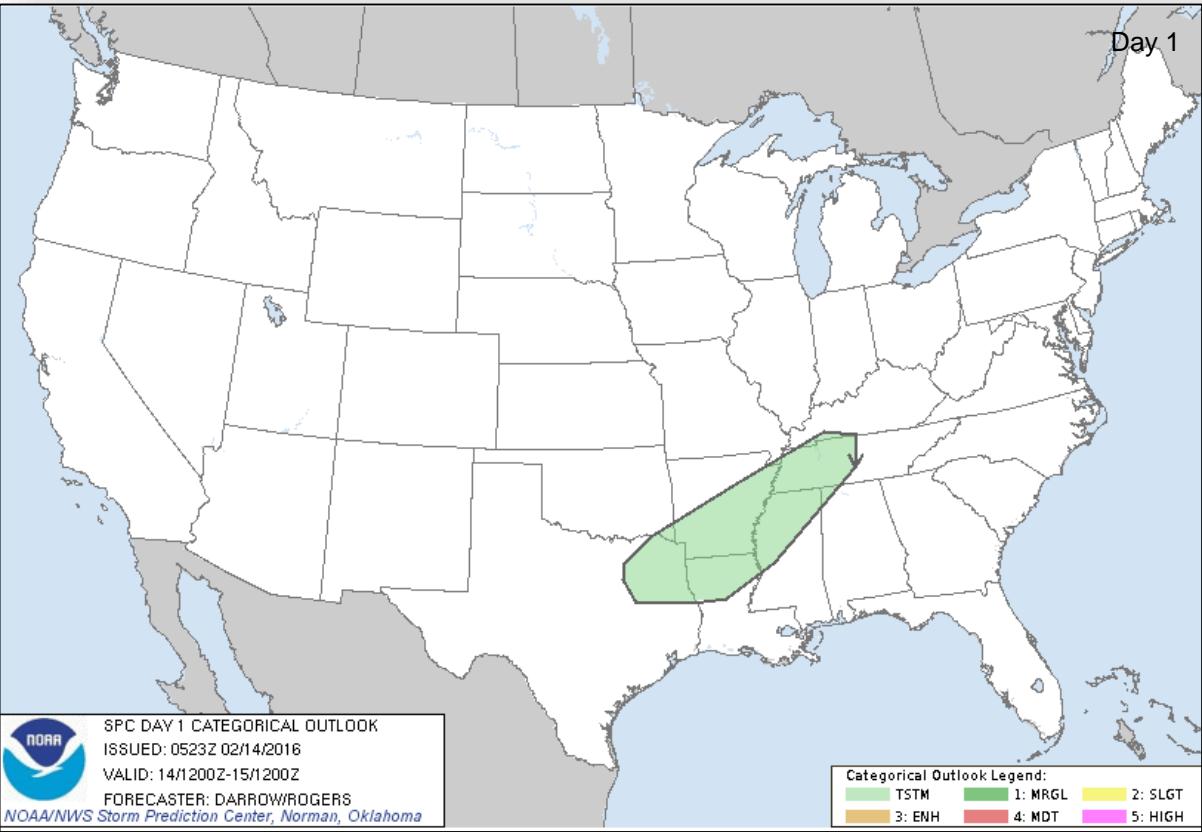 Day 1
NOAA
SPC DAY 1 CATEGORICAL OUTLOOK
ISSUED: 0523Z 02/14/2016
VALID: 14/1200Z-15/1200Z
FORECASTER: DARROW/ROGERS
NOAA/NWS Storm Prediction Center, Norman, Oklahoma
Categorical Outlook Legend:
TSTM 1: MRGL 2: SLGT
3: ENH 4: MDT 5: HIGH